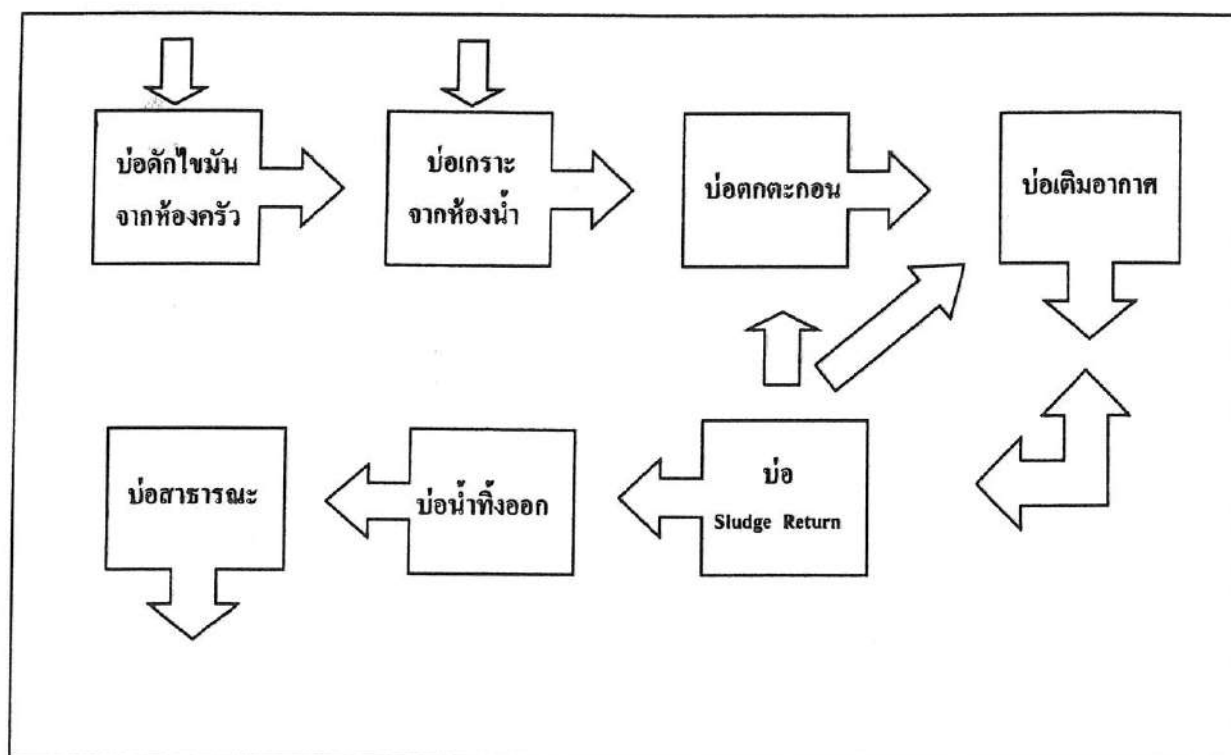 บ่อดักไขมัน
จากห้องครัว
บ่อเกราะ
จากห้องน้ำ
บ่อตกตะกอน
บ่อเติมอากาศ
บ่อสาธารณะ
บ่อน้ำทิ้งออก
บ่อ
Sludge Return